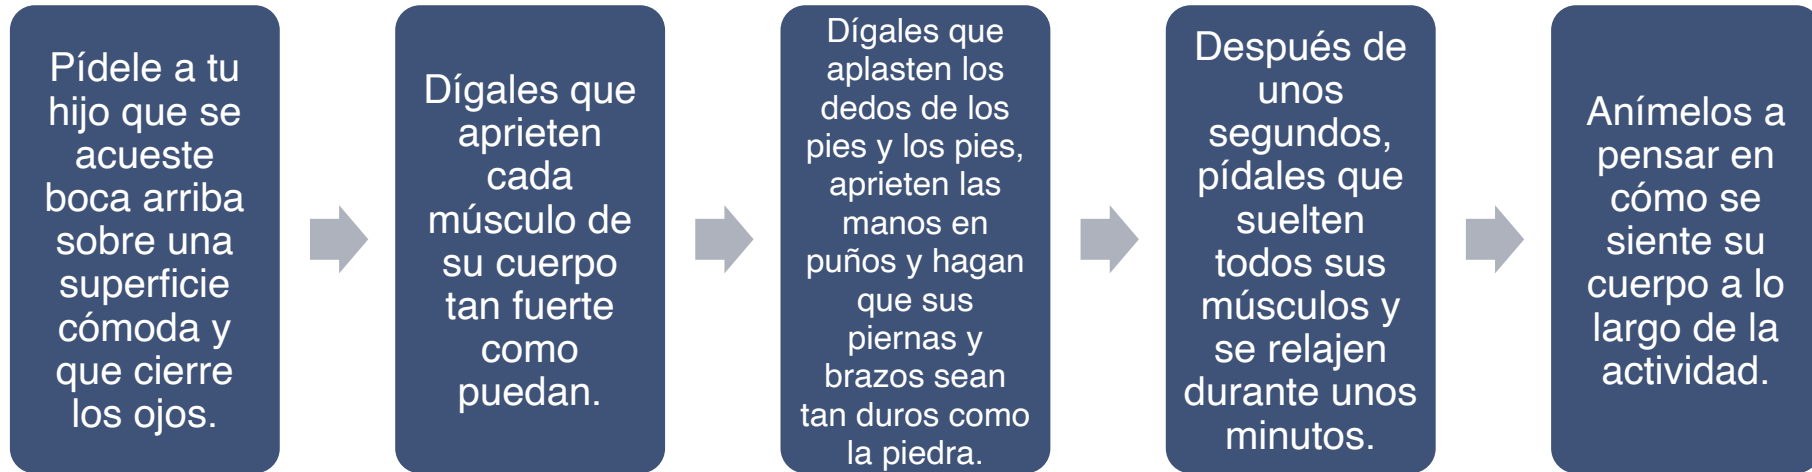 Pídele a tu
hijo que se
acueste
boca arriba
sobre una
superficie
cómoda y
que cierre
los ojos.
Dígales que
aprieten
cada
músculo de
su cuerpo
tan fuerte
como
puedan.
Dígales que
aplasten los
dedos de los
pies y los pies,
aprieten las
manos en
puños y hagan
que sus
piernas y
brazos sean
tan duros como
la piedra.
Después de
unos
segundos,
pídales que
suelten
todos sus
músculos y
se relajen
durante unos
minutos.
Anímelos a
pensar en
cómo se
siente su
cuerpo a lo
largo de la
actividad.